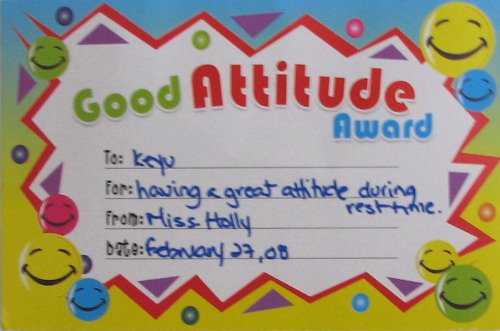 Good Attitude
Award
To: Keyu
For: having a great attitude during
rest time.
From: Miss Holly
Date: February 27, 08